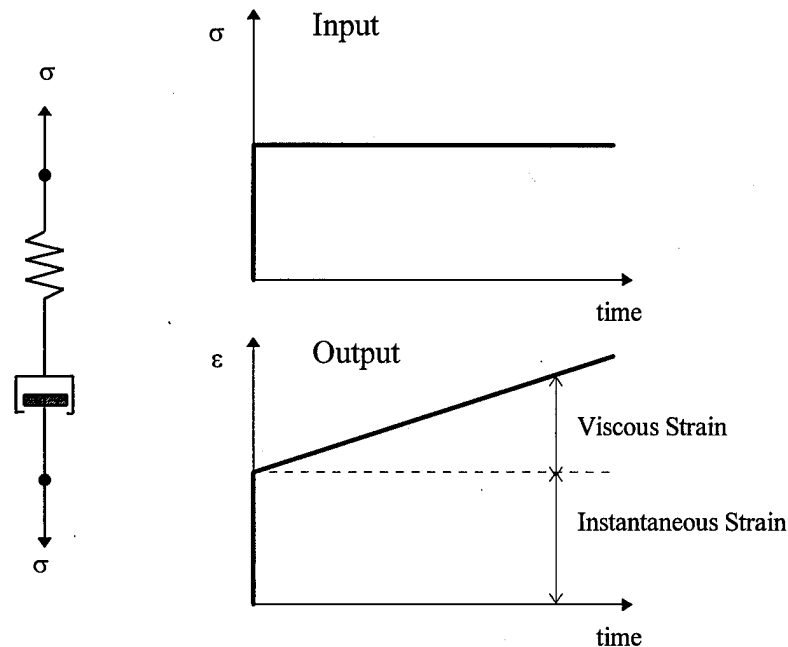 σ
σ
σ
Input
time
ε
Output
Viscous Strain
Instantaneous Strain
time